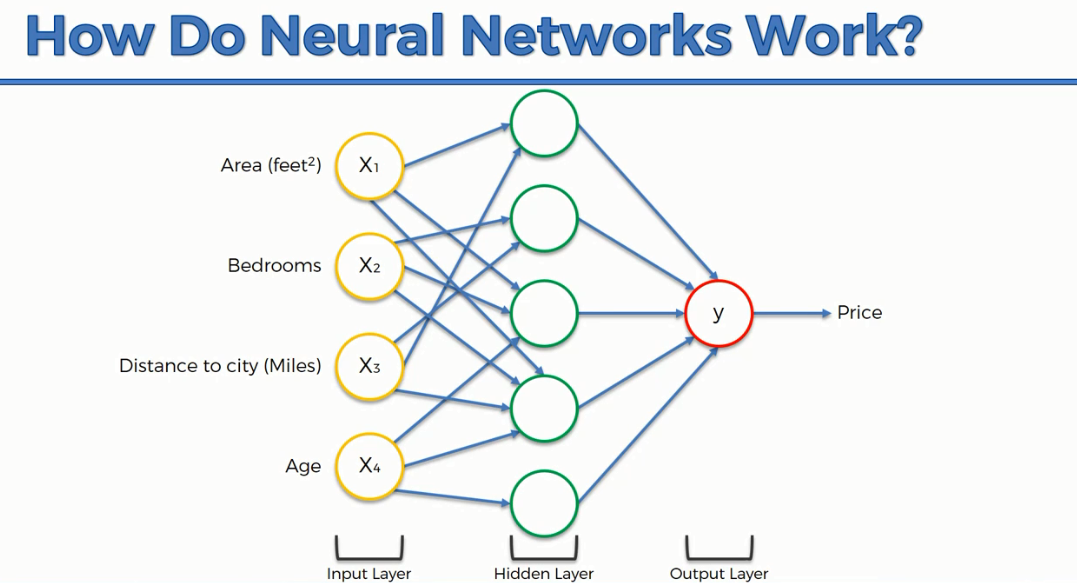 How Do Neural Networks Work?
Area (feet²)
X₁
Bedrooms
X₂
Distance to city (Miles)
X₃
Age
X₄
y
Price
Input Layer
Hidden Layer
Output Layer